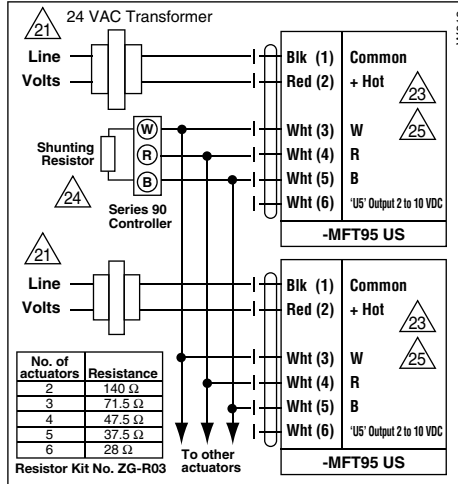 21 24 VAC Transformer
Line
Volts
Blk (1) Common
Red (2) + Hot
23
Wht (3) W
25
Wht (4) R
Wht (5) B
Wht (6) 'U5' Output 2 to 10 VDC
-MFT95 US
Shunting
Resistor
24
W
R
B
Series 90
Controller
21
Line
Volts
Blk (1) Common
Red (2) + Hot
23
Wht (3) W
25
Wht (4) R
Wht (5) B
Wht (6) 'U5' Output 2 to 10 VDC
-MFT95 US
No. of
actuators Resistance
2 140 Ω
3 71.5 Ω
4 47.5 Ω
5 37.5 Ω
6 28 Ω
Resistor Kit No. ZG-R03
To other
actuators